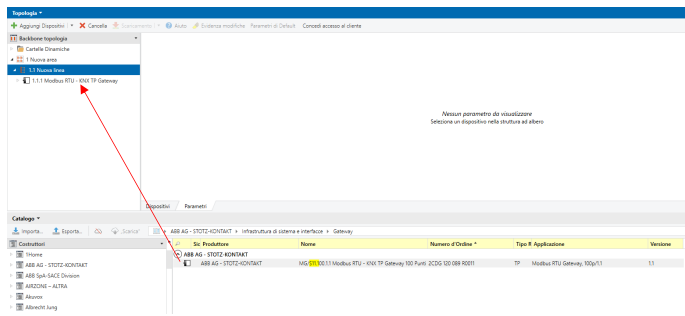 Topologia
Aggiungi Dispositivi Cancella Scaricamento Aiuto Evidenzia modifiche Parametri di Default Concedi accesso al cliente
Backbone topologia
Cartelle Dinamiche
1 Nuova area
1.1 Nuova linea
1.1.1 Modbus RTU - KNX TP Gateway
Nessun parametro da visualizzare
Seleziona un dispositivo nella struttura ad albero
Dispositivi Parametri
Catalogo
Importa... Esporta... Scarica! ABB AG - STOTZ-KONTAKT Infrastruttura di sistema e interfacce Gateway
Costruttori
Sic Produttore Nome Numero d'Ordine Tipo R Applicazione Versione
1Home
ABB AG - STOTZ-KONTAKT
ABB AG - STOTZ-KONTAKT
ABB AG - STOTZ-KONTAKT MG/S11.100.1.1 Modbus RTU - KNX TP Gateway 100 Punti 2CDG 120 089 R0011 TP Modbus RTU Gateway, 100p/1.1 1.1
ABB SpA-SACE Division
AIRZONE – ALTRA
Akuvox
Albrecht Jung